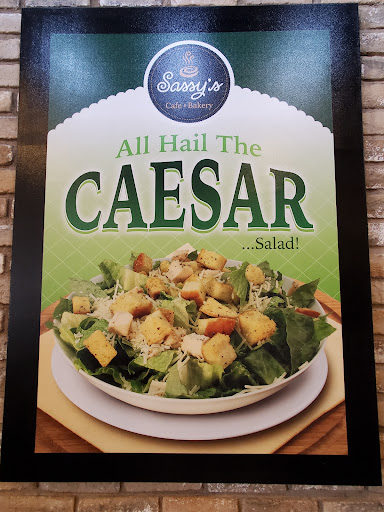 Sassy's
Cafe & Bakery
All Hail The
CAESAR
...Salad!